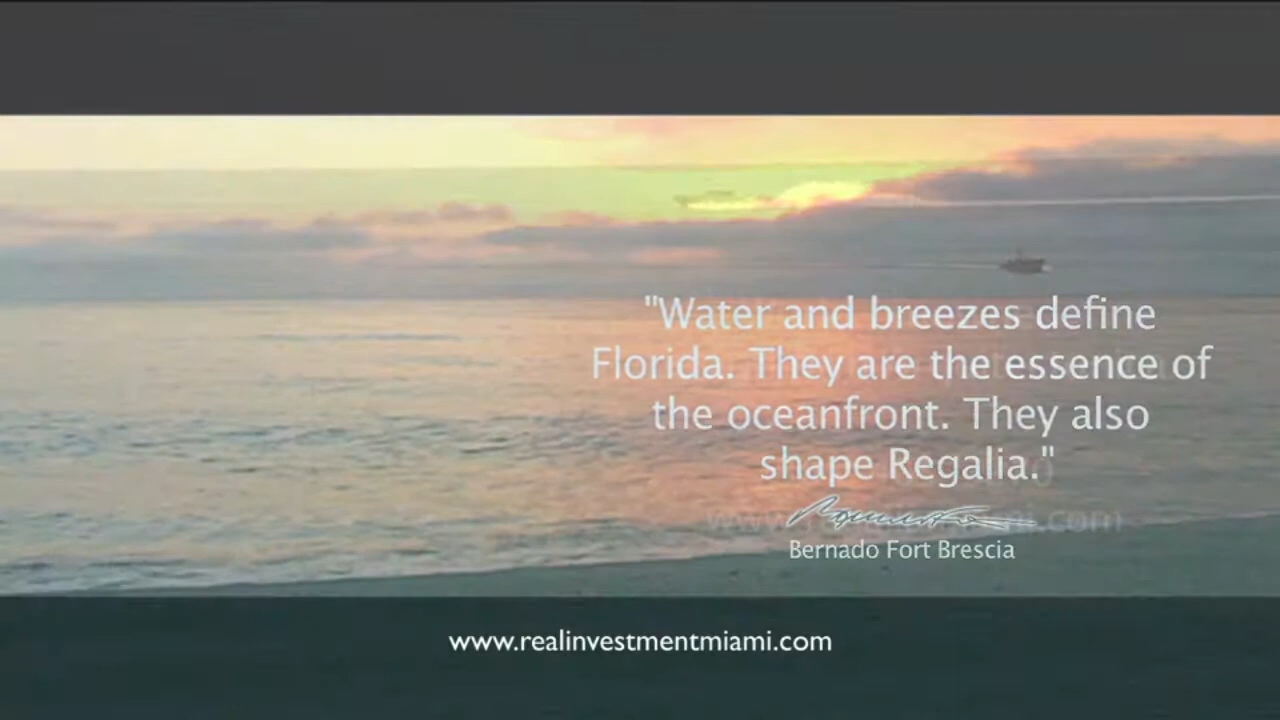 "Water and breezes define
Florida. They are the essence of
the oceanfront. They also
shape Regalia."
Bernado Fort Brescia
www.realinvestmentmiami.com